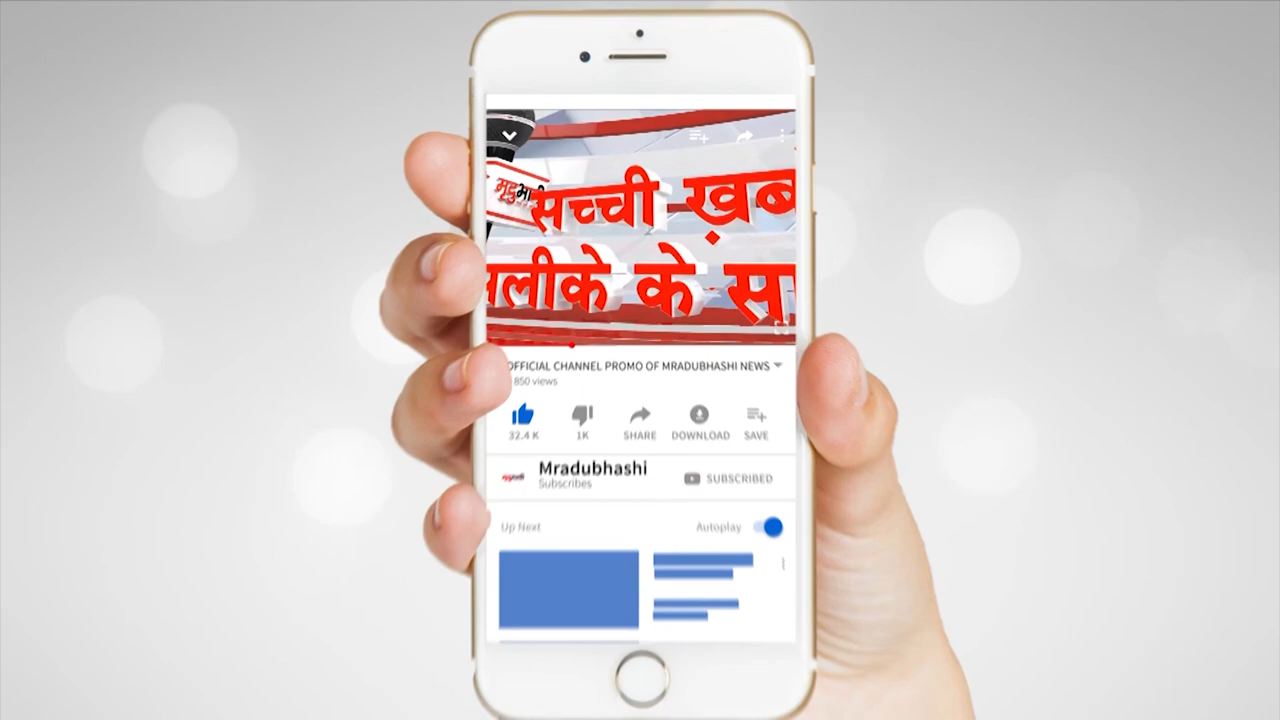 सच्ची ख़ब
के स
OFFICIAL CHANNEL PROMO OF MRADUBHASHI NEWS
850 views
32.4 K
1K
SHARE
DOWNLOAD
SAVE
Mradubhashi
Subscribes
SUBSCRIBED
Up Next
Autoplay